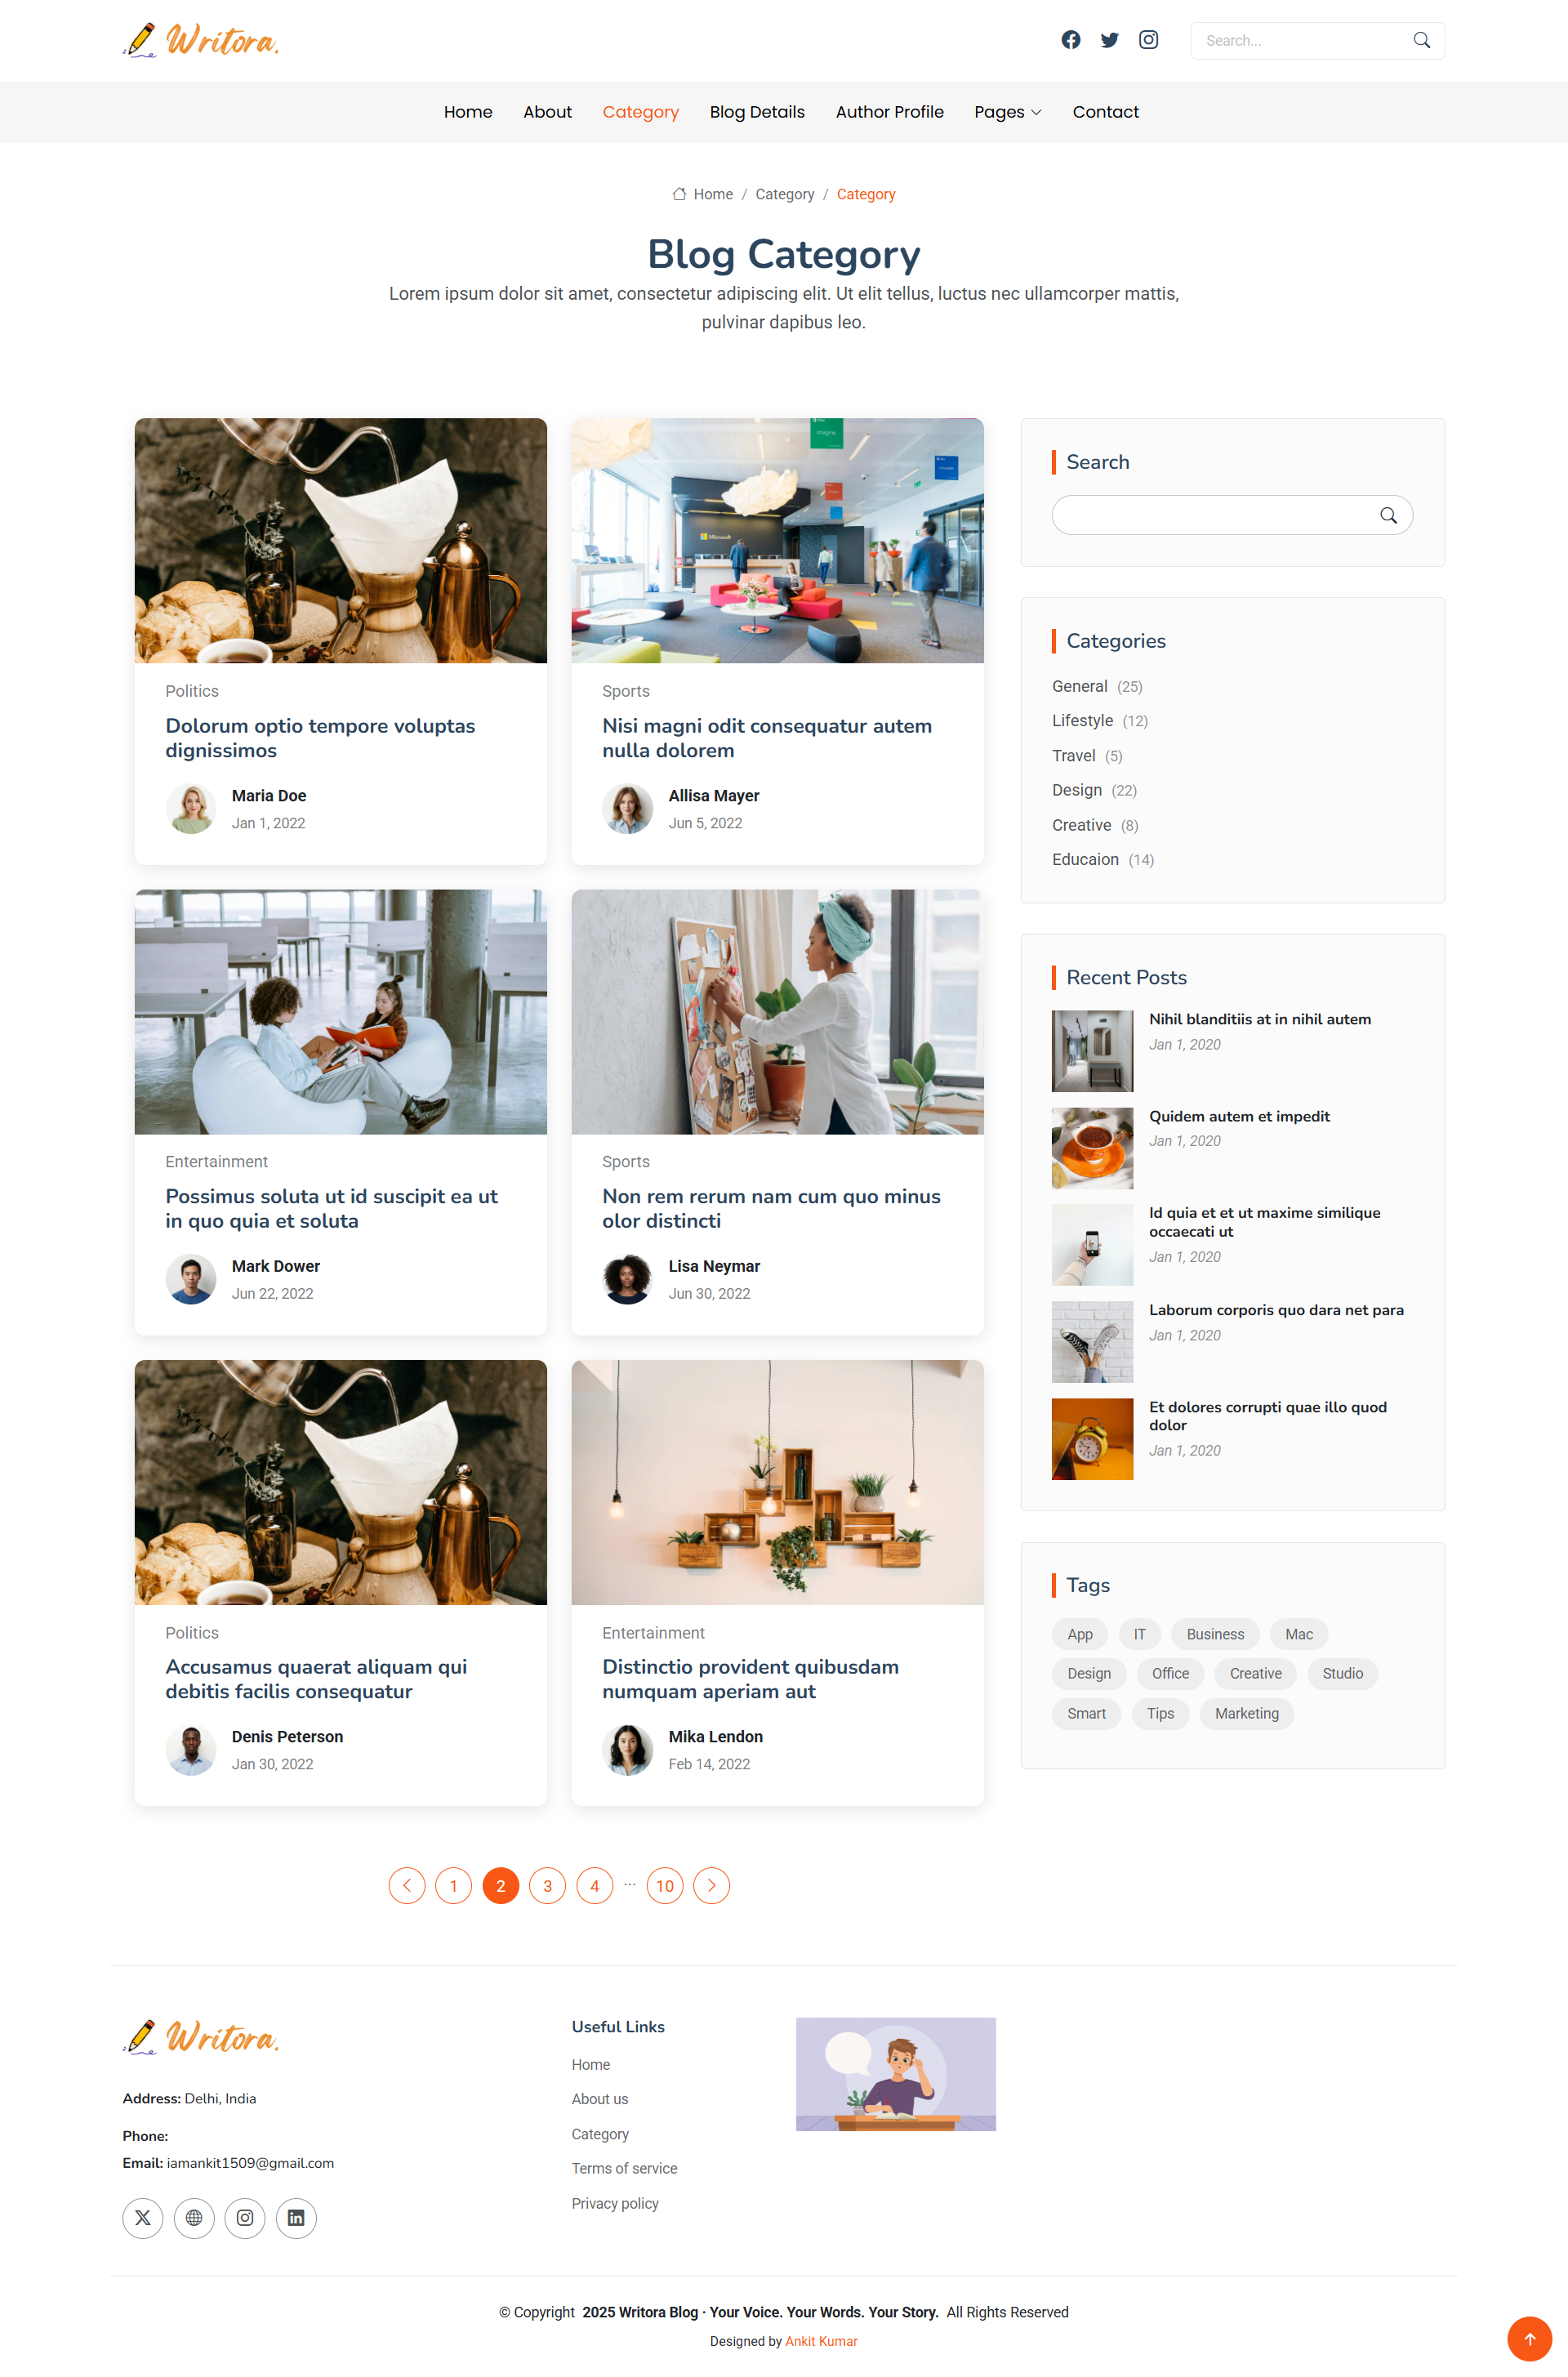 Writora.
Search...
Home About Category Blog Details Author Profile Pages Contact
Home / Category / Category
Blog Category
Lorem ipsum dolor sit amet, consectetur adipiscing elit. Ut elit tellus, luctus nec ullamcorper mattis,
pulvinar dapibus leo.
Politics
Dolorum optio tempore voluptas
dignissimos
Maria Doe
Jan 1, 2022
Imagine
Microsoft
Sports
Nisi magni odit consequatur autem
nulla dolorem
Allisa Mayer
Jun 5, 2022
Entertainment
Possimus soluta ut id suscipit ea ut
in quo quia et soluta
Mark Dower
Jun 22, 2022
Sports
Non rem rerum nam cum quo minus
olor distincti
Lisa Neymar
Jun 30, 2022
Politics
Accusamus quaerat aliquam qui
debitis facilis consequatur
Denis Peterson
Jan 30, 2022
Entertainment
Distinctio provident quibusdam
numquam aperiam aut
Mika Lendon
Feb 14, 2022
1 2 3 4 ... 10
Search
Categories
General (25)
Lifestyle (12)
Travel (5)
Design (22)
Creative (8)
Educaion (14)
Recent Posts
Nihil blanditiis at in nihil autem
Jan 1, 2020
Quidem autem et impedit
Jan 1, 2020
Id quia et et ut maxime similique
occaecati ut
Jan 1, 2020
Laborum corporis quo dara net para
Jan 1, 2020
Et dolores corrupti quae illo quod
dolor
Jan 1, 2020
Tags
App IT Business Mac
Design Office Creative Studio
Smart Tips Marketing
Writora.
Address: Delhi, India
Phone:
Email: iamankit1509@gmail.com
Useful Links
Home
About us
Category
Terms of service
Privacy policy
© Copyright 2025 Writora Blog · Your Voice. Your Words. Your Story. All Rights Reserved
Designed by Ankit Kumar